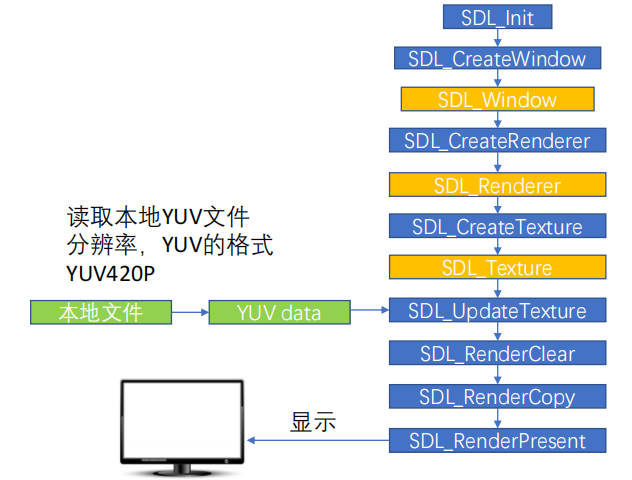 SDL_Init
SDL_CreateWindow
SDL_Window
SDL_CreateRenderer
SDL_Renderer
SDL_CreateTexture
SDL_Texture
读取本地YUV文件
分辨率，YUV的格式
YUV420P
本地文件
YUV data
SDL_UpdateTexture
SDL_RenderClear
SDL_RenderCopy
显示
SDL_RenderPresent